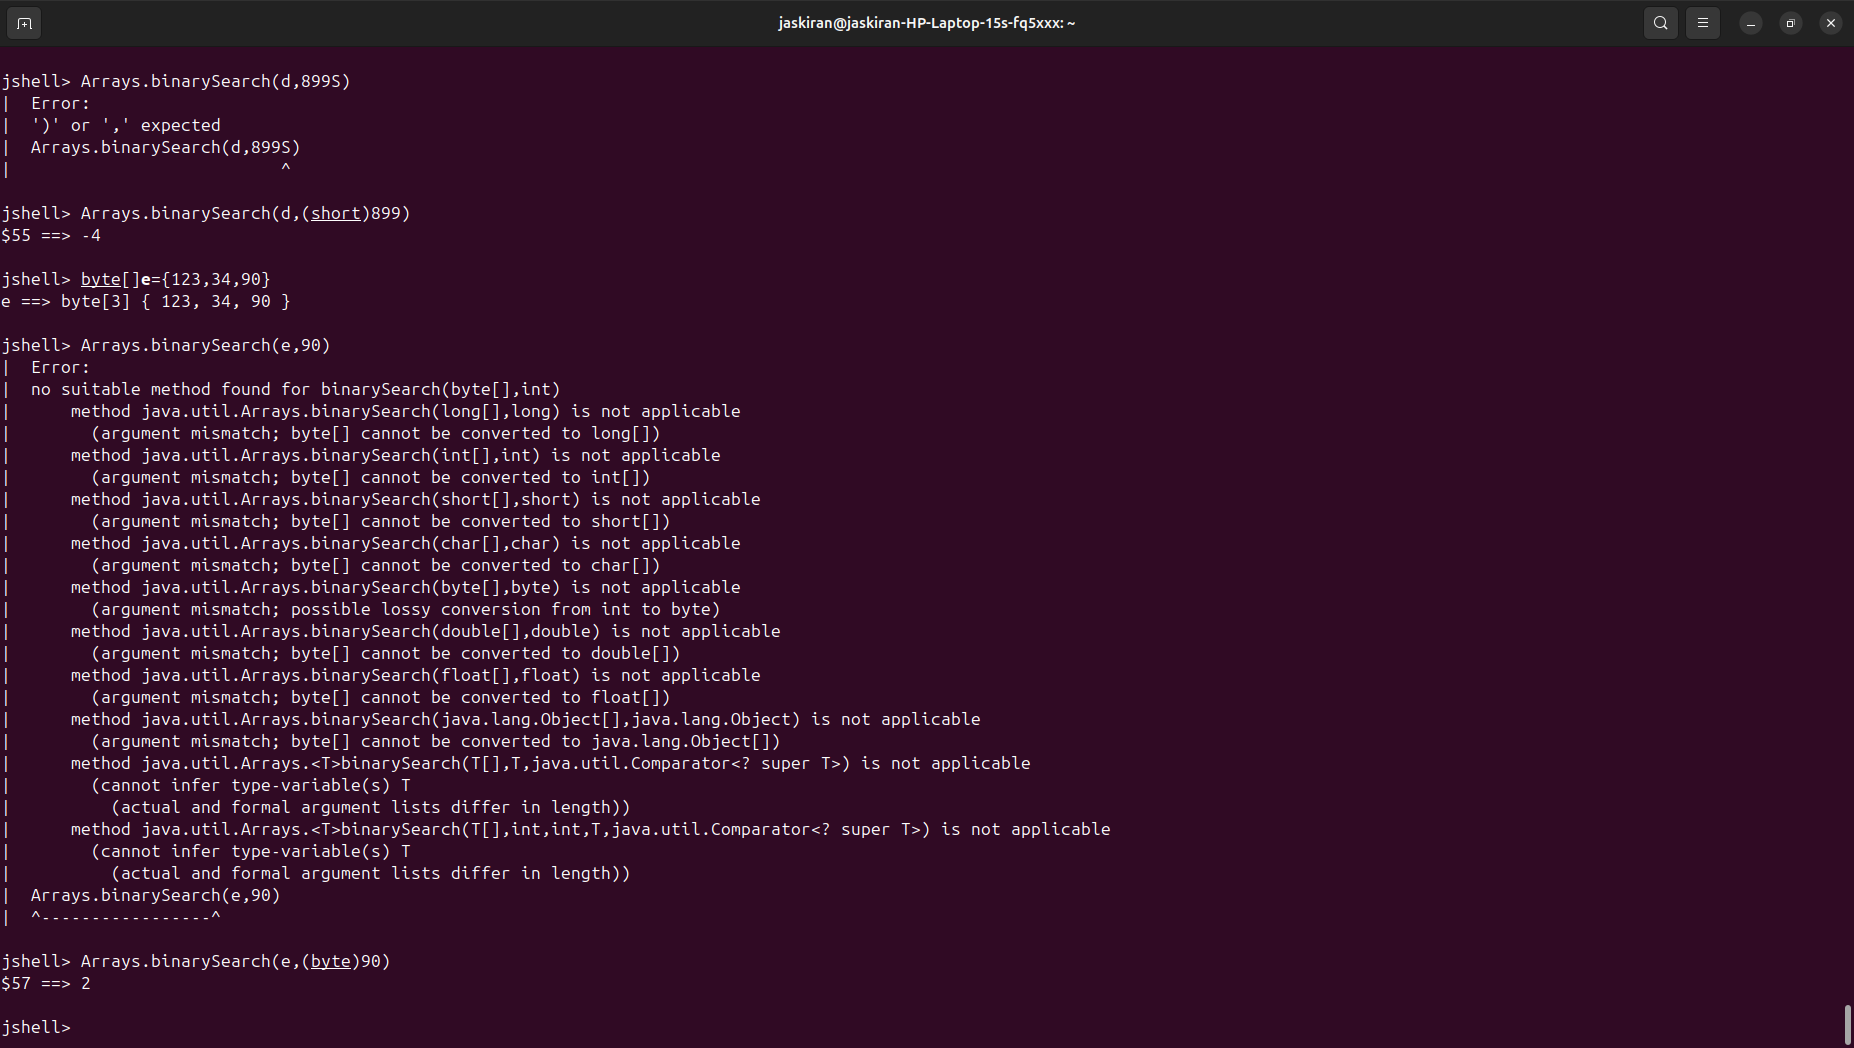 jaskiran@jaskiran-HP-Laptop-15s-fq5xxx: ~
jshell> Arrays.binarySearch(d,899S)
|  Error:
|  ')' or ',' expected
|  Arrays.binarySearch(d,899S)
|                         ^
jshell> Arrays.binarySearch(d,(short)899)
$55 ==> -4
jshell> byte[]e={123,34,90}
e ==> byte[3] { 123, 34, 90 }
jshell> Arrays.binarySearch(e,90)
|  Error:
|  no suitable method found for binarySearch(byte[],int)
|      method java.util.Arrays.binarySearch(long[],long) is not applicable
|        (argument mismatch; byte[] cannot be converted to long[])
|      method java.util.Arrays.binarySearch(int[],int) is not applicable
|        (argument mismatch; byte[] cannot be converted to int[])
|      method java.util.Arrays.binarySearch(short[],short) is not applicable
|        (argument mismatch; byte[] cannot be converted to short[])
|      method java.util.Arrays.binarySearch(char[],char) is not applicable
|        (argument mismatch; byte[] cannot be converted to char[])
|      method java.util.Arrays.binarySearch(byte[],byte) is not applicable
|        (argument mismatch; possible lossy conversion from int to byte)
|      method java.util.Arrays.binarySearch(double[],double) is not applicable
|        (argument mismatch; byte[] cannot be converted to double[])
|      method java.util.Arrays.binarySearch(float[],float) is not applicable
|        (argument mismatch; byte[] cannot be converted to float[])
|      method java.util.Arrays.binarySearch(java.lang.Object[],java.lang.Object) is not applicable
|        (argument mismatch; byte[] cannot be converted to java.lang.Object[])
|      method java.util.Arrays.<T>binarySearch(T[],T,java.util.Comparator<? super T>) is not applicable
|        (cannot infer type-variable(s) T
|          (actual and formal argument lists differ in length))
|      method java.util.Arrays.<T>binarySearch(T[],int,int,T,java.util.Comparator<? super T>) is not applicable
|        (cannot infer type-variable(s) T
|          (actual and formal argument lists differ in length))
|  Arrays.binarySearch(e,90)
|  ^-----------------^
jshell> Arrays.binarySearch(e,(byte)90)
$57 ==> 2
jshell>